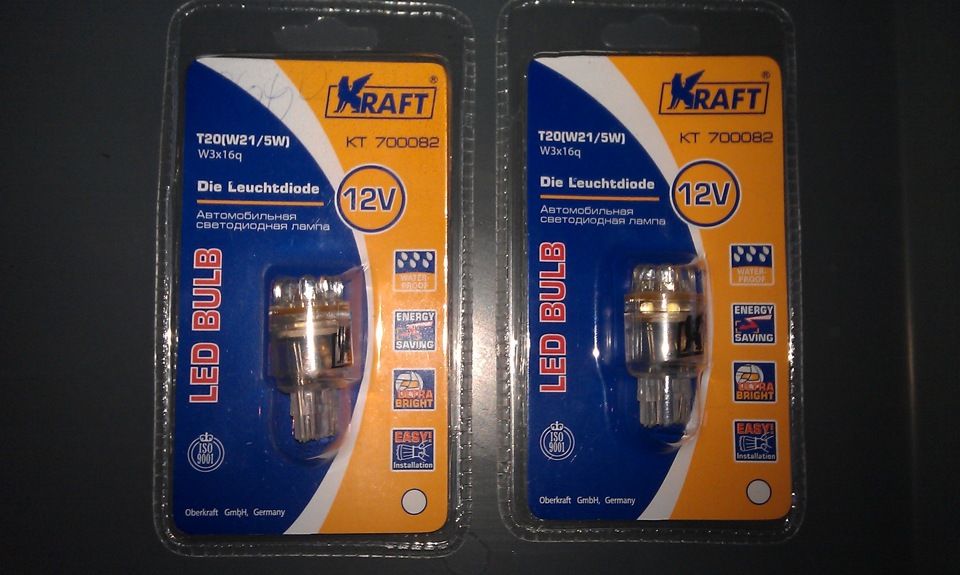 KRAFT®
T20(W21/5W)
W3x16q
KT 700082
Die Leuchtdiode
12V
Автомобильная
светодиодная лампа
LED BULB
WATER-
PROOF
ENERGY
SAVING
ULTRA
BRIGHT
EASY!
Installation
ISO
9001
Oberkraft GmbH, Germany
KRAFT®
T20(W21/5W)
W3x16q
KT 700082
Die Leuchtdiode
12V
Автомобильная
светодиодная лампа
LED BULB
WATER-
PROOF
ENERGY
SAVING
ULTRA
BRIGHT
EASY!
Installation
ISO
9001
Oberkraft GmbH, Germany